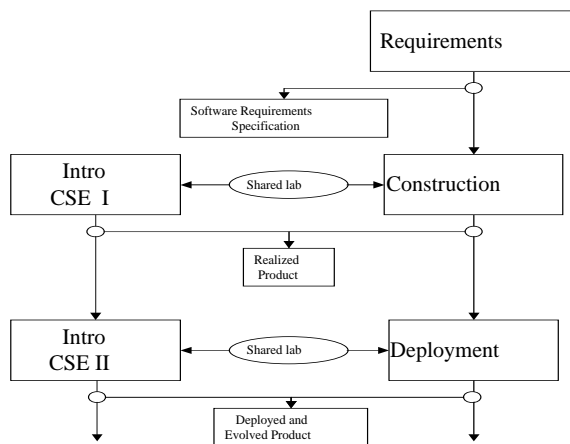 Requirements
Software Requirements
Specification
Intro
CSE I
Shared lab
Construction
Realized
Product
Intro
CSE II
Shared lab
Deployment
Deployed and
Evolved Product